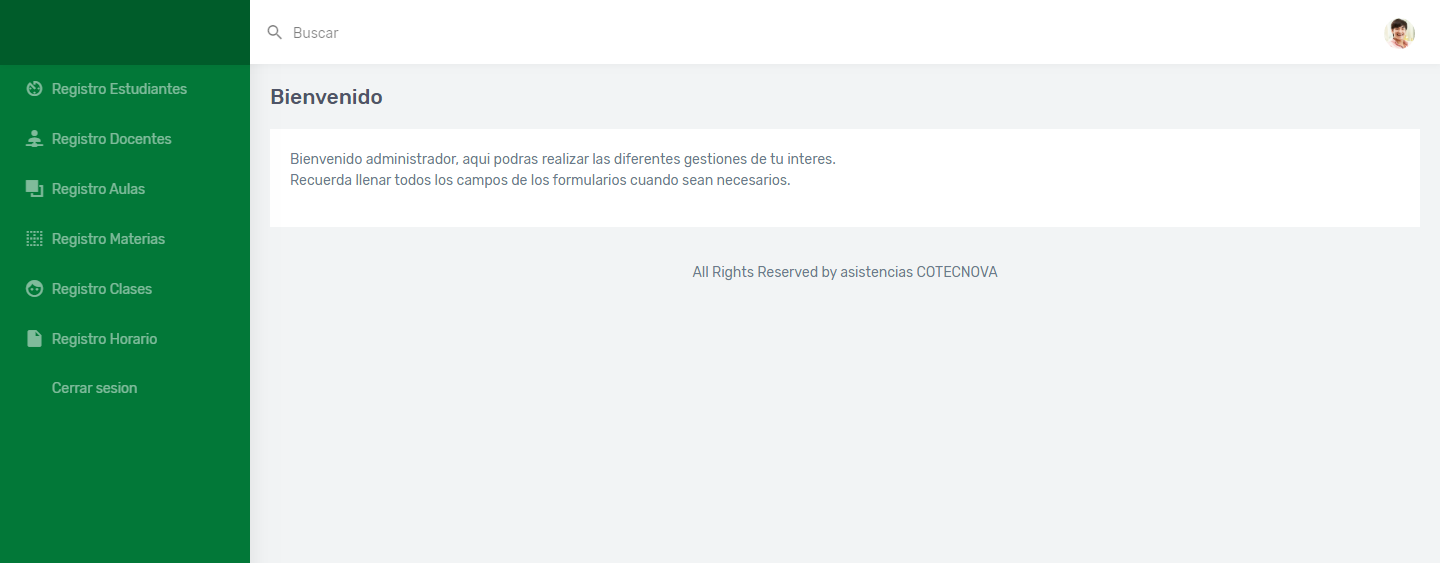 Buscar
Registro Estudiantes
Registro Docentes
Registro Aulas
Registro Materias
Registro Clases
Registro Horario
Cerrar sesion
Bienvenido
Bienvenido administrador, aqui podras realizar las diferentes gestiones de tu interes.
Recuerda llenar todos los campos de los formularios cuando sean necesarios.
All Rights Reserved by asistencias COTECNOVA